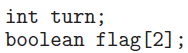 int turn;
boolean flag[2];